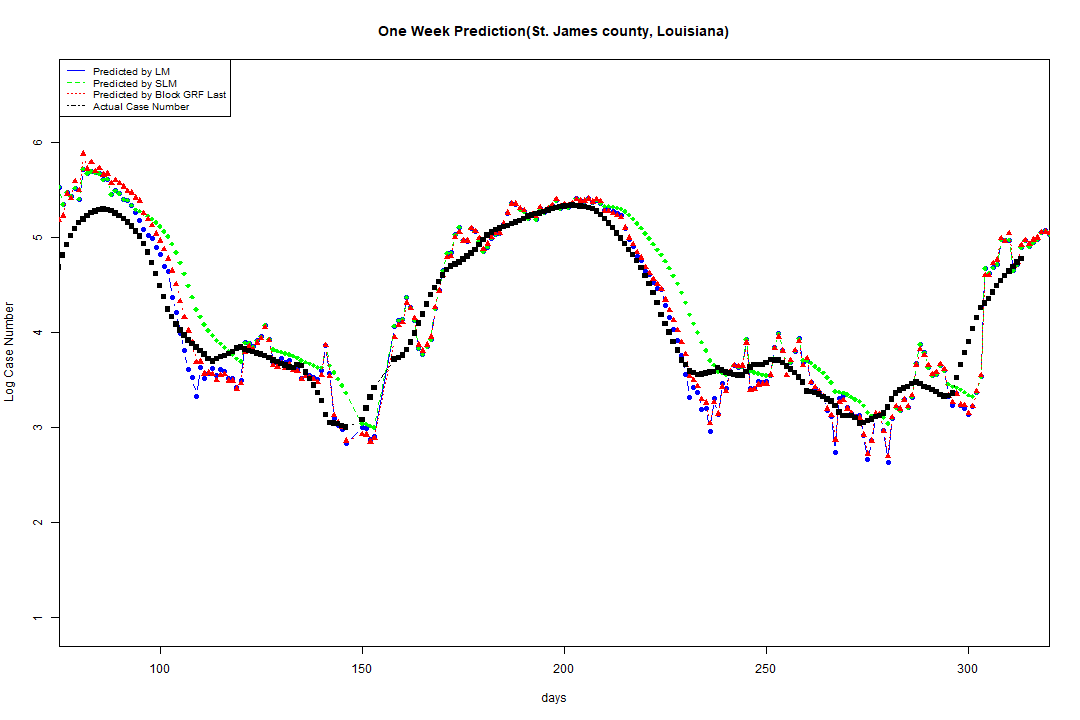 One Week Prediction(St. James county, Louisiana)
Predicted by LM
Predicted by SLM
Predicted by Block GRF Last
Actual Case Number
6
5
4
3
2
1
Log Case Number
100 150 200 250 300
days